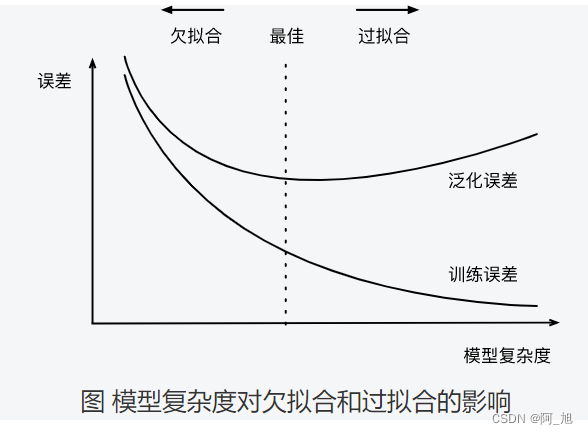 欠拟合 最佳 过拟合
误差
泛化误差
训练误差
模型复杂度
图 模型复杂度对欠拟合和过拟合的影响
CSDN @阿_旭